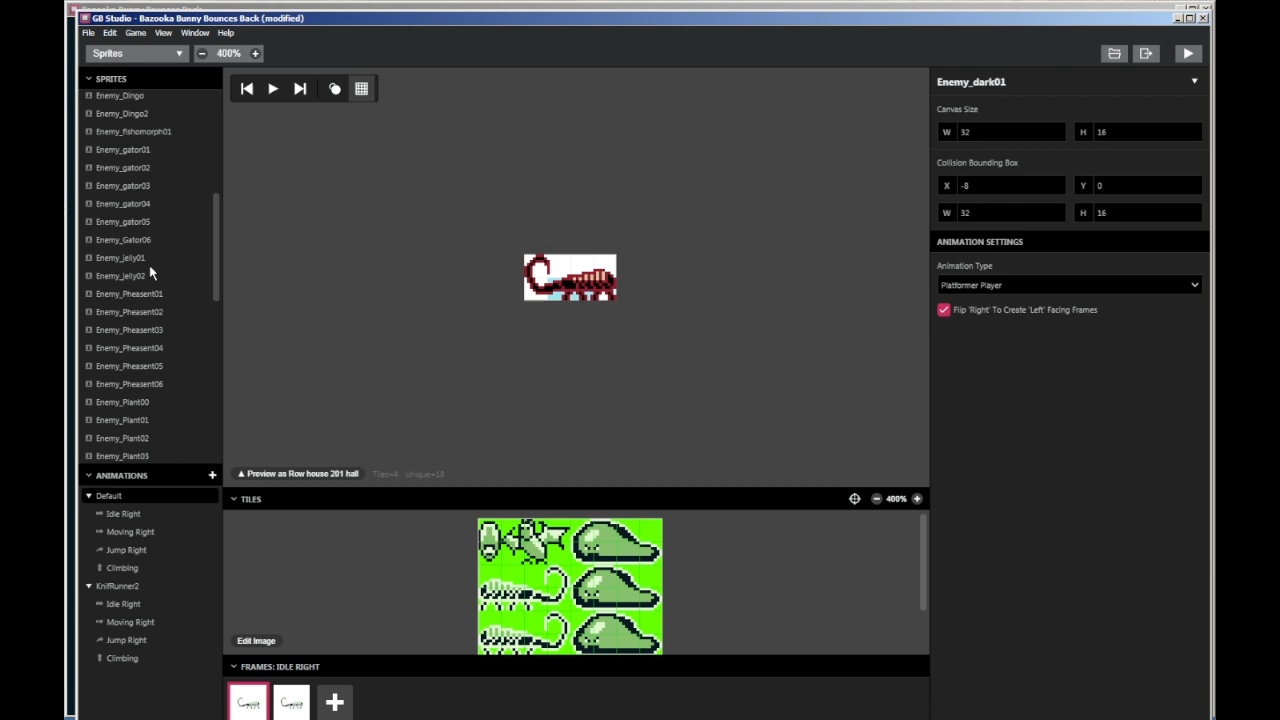 GB Studio - Bazooka Bunny Bounces Back (modified)
File Edit Game View Window Help
Sprites
400%
SPRITES
Enemy_Dingo
Enemy_Dingo2
Enemy_fishomorph01
Enemy_gator01
Enemy_gator02
Enemy_gator03
Enemy_gator04
Enemy_gator05
Enemy_Gator06
Enemy_jelly01
Enemy_jelly02
Enemy_Pheasent01
Enemy_Pheasent02
Enemy_Pheasent03
Enemy_Pheasent04
Enemy_Pheasent05
Enemy_Pheasent06
Enemy_Plant00
Enemy_Plant01
Enemy_Plant02
Enemy_Plant03
ANIMATIONS
Default
Idle Right
Moving Right
Jump Right
Climbing
KnifRunner2
Idle Right
Moving Right
Jump Right
Climbing
Preview as Row house 201 hall
Tiles=4 Unique=18
TILES
400%
Edit Image
FRAMES: IDLE RIGHT
Enemy_dark01
Canvas Size
W 32 H 16
Collision Bounding Box
X -8 Y 0
W 32 H 16
ANIMATION SETTINGS
Animation Type
Platformer Player
Flip 'Right' To Create 'Left' Facing Frames